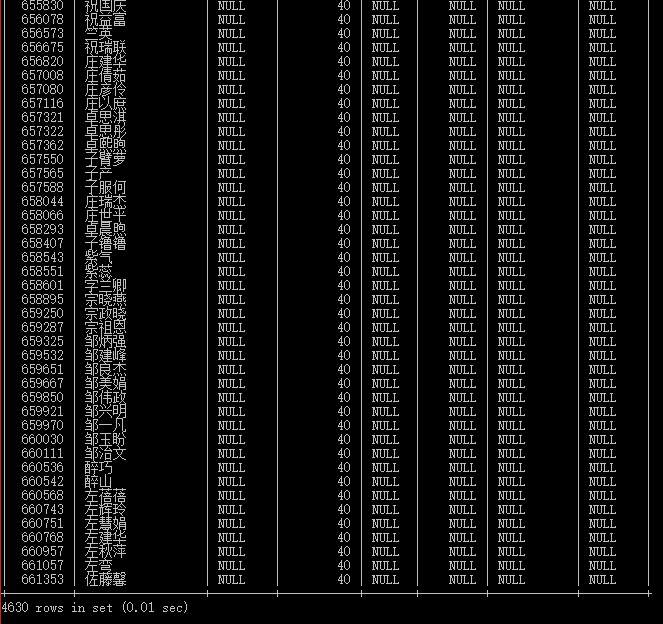 655830 祝国庆 NULL 40 NULL NULL NULL NULL
656078 祝益富 NULL 40 NULL NULL NULL NULL
656573 竺英 NULL 40 NULL NULL NULL NULL
656675 祝瑞联 NULL 40 NULL NULL NULL NULL
656820 庄建华 NULL 40 NULL NULL NULL NULL
657008 庄倩茹 NULL 40 NULL NULL NULL NULL
657080 庄彦伶 NULL 40 NULL NULL NULL NULL
657116 庄以庶 NULL 40 NULL NULL NULL NULL
657321 卓思淇 NULL 40 NULL NULL NULL NULL
657322 卓思彤 NULL 40 NULL NULL NULL NULL
657362 卓熙煦 NULL 40 NULL NULL NULL NULL
657550 子臂萝 NULL 40 NULL NULL NULL NULL
657565 子产 NULL 40 NULL NULL NULL NULL
657588 子服何 NULL 40 NULL NULL NULL NULL
658044 庄瑞杰 NULL 40 NULL NULL NULL NULL
658066 庄世平 NULL 40 NULL NULL NULL NULL
658293 卓晨煦 NULL 40 NULL NULL NULL NULL
658407 子镥镥 NULL 40 NULL NULL NULL NULL
658543 紫气 NULL 40 NULL NULL NULL NULL
658551 紫蕊 NULL 40 NULL NULL NULL NULL
658601 字兰卿 NULL 40 NULL NULL NULL NULL
658895 宗晓燕 NULL 40 NULL NULL NULL NULL
659250 宗政晓 NULL 40 NULL NULL NULL NULL
659287 宗祖恩 NULL 40 NULL NULL NULL NULL
659325 邹炳强 NULL 40 NULL NULL NULL NULL
659532 邹建峰 NULL 40 NULL NULL NULL NULL
659651 邹良杰 NULL 40 NULL NULL NULL NULL
659667 邹美娟 NULL 40 NULL NULL NULL NULL
659850 邹伟政 NULL 40 NULL NULL NULL NULL
659921 邹兴明 NULL 40 NULL NULL NULL NULL
659970 邹一凡 NULL 40 NULL NULL NULL NULL
660030 邹玉盼 NULL 40 NULL NULL NULL NULL
660111 邹治文 NULL 40 NULL NULL NULL NULL
660536 醉巧 NULL 40 NULL NULL NULL NULL
660542 醉山 NULL 40 NULL NULL NULL NULL
660568 左蓓蓓 NULL 40 NULL NULL NULL NULL
660743 左辉玲 NULL 40 NULL NULL NULL NULL
660751 左慧娟 NULL 40 NULL NULL NULL NULL
660768 左建华 NULL 40 NULL NULL NULL NULL
660957 左秋萍 NULL 40 NULL NULL NULL NULL
661057 左鸾 NULL 40 NULL NULL NULL NULL
661353 佐藤馨 NULL 40 NULL NULL NULL NULL
4630 rows in set (0.01 sec)